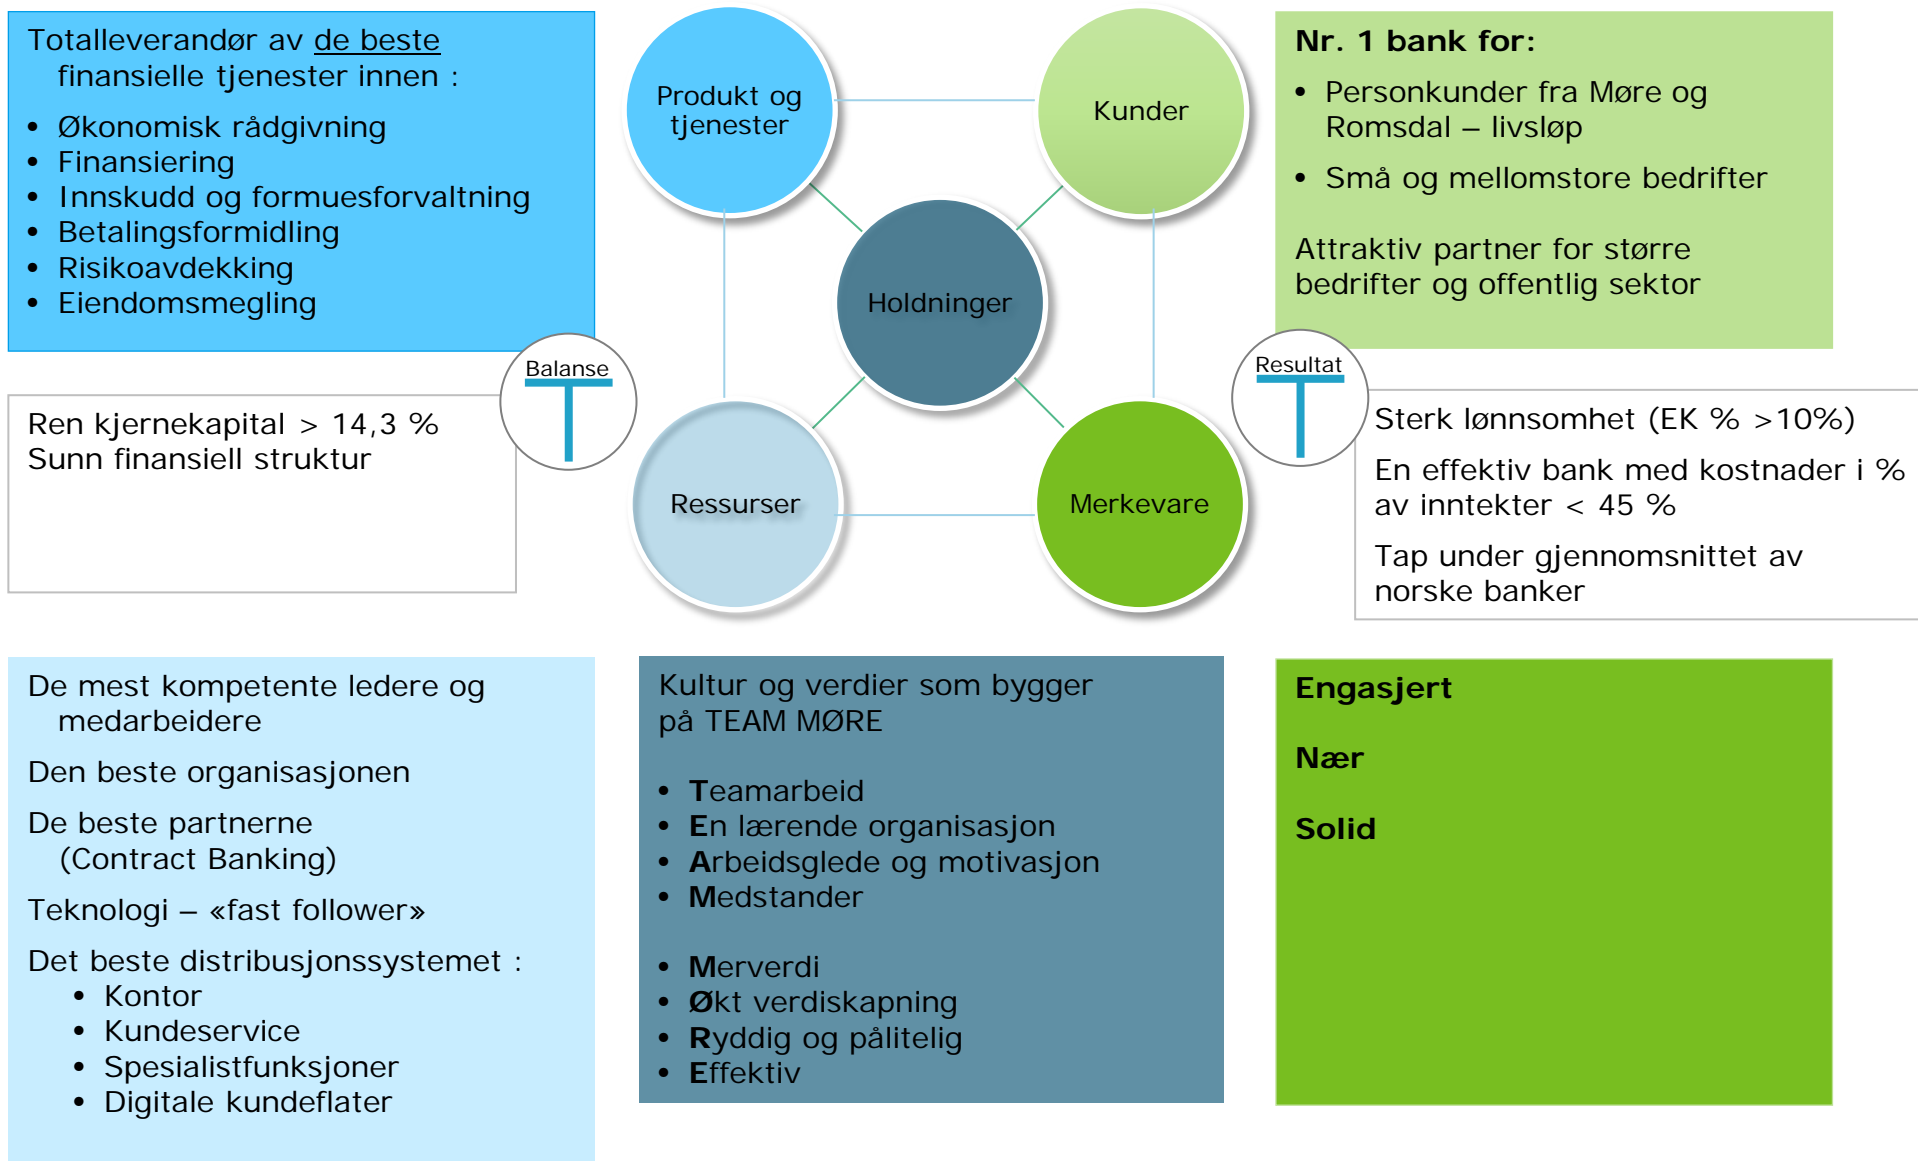 Totalleverandør av de beste
finansielle tjenester innen :
• Økonomisk rådgivning
• Finansiering
• Innskudd og formuesforvaltning
• Betalingsformidling
• Risikoavdekking
• Eiendomsmegling
Produkt og
tjenester
Kunder
Nr. 1 bank for:
• Personkunder fra Møre og
Romsdal – livsløp
• Små og mellomstore bedrifter
Attraktiv partner for større
bedrifter og offentlig sektor
Holdninger
Balanse
Resultat
Ren kjernekapital > 14,3 %
Sunn finansiell struktur
Ressurser
Merkevare
Sterk lønnsomhet (EK % >10%)
En effektiv bank med kostnader i %
av inntekter < 45 %
Tap under gjennomsnittet av
norske banker
De mest kompetente ledere og
medarbeidere
Den beste organisasjonen
De beste partnerne
(Contract Banking)
Teknologi – «fast follower»
Det beste distribusjonssystemet :
• Kontor
• Kundeservice
• Spesialistfunksjoner
• Digitale kundeflater
Kultur og verdier som bygger
på TEAM MØRE
• Teamarbeid
• En lærende organisasjon
• Arbeidsglede og motivasjon
• Medstander
• Merverdi
• Økt verdiskapning
• Ryddig og pålitelig
• Effektiv
Engasjert
Nær
Solid